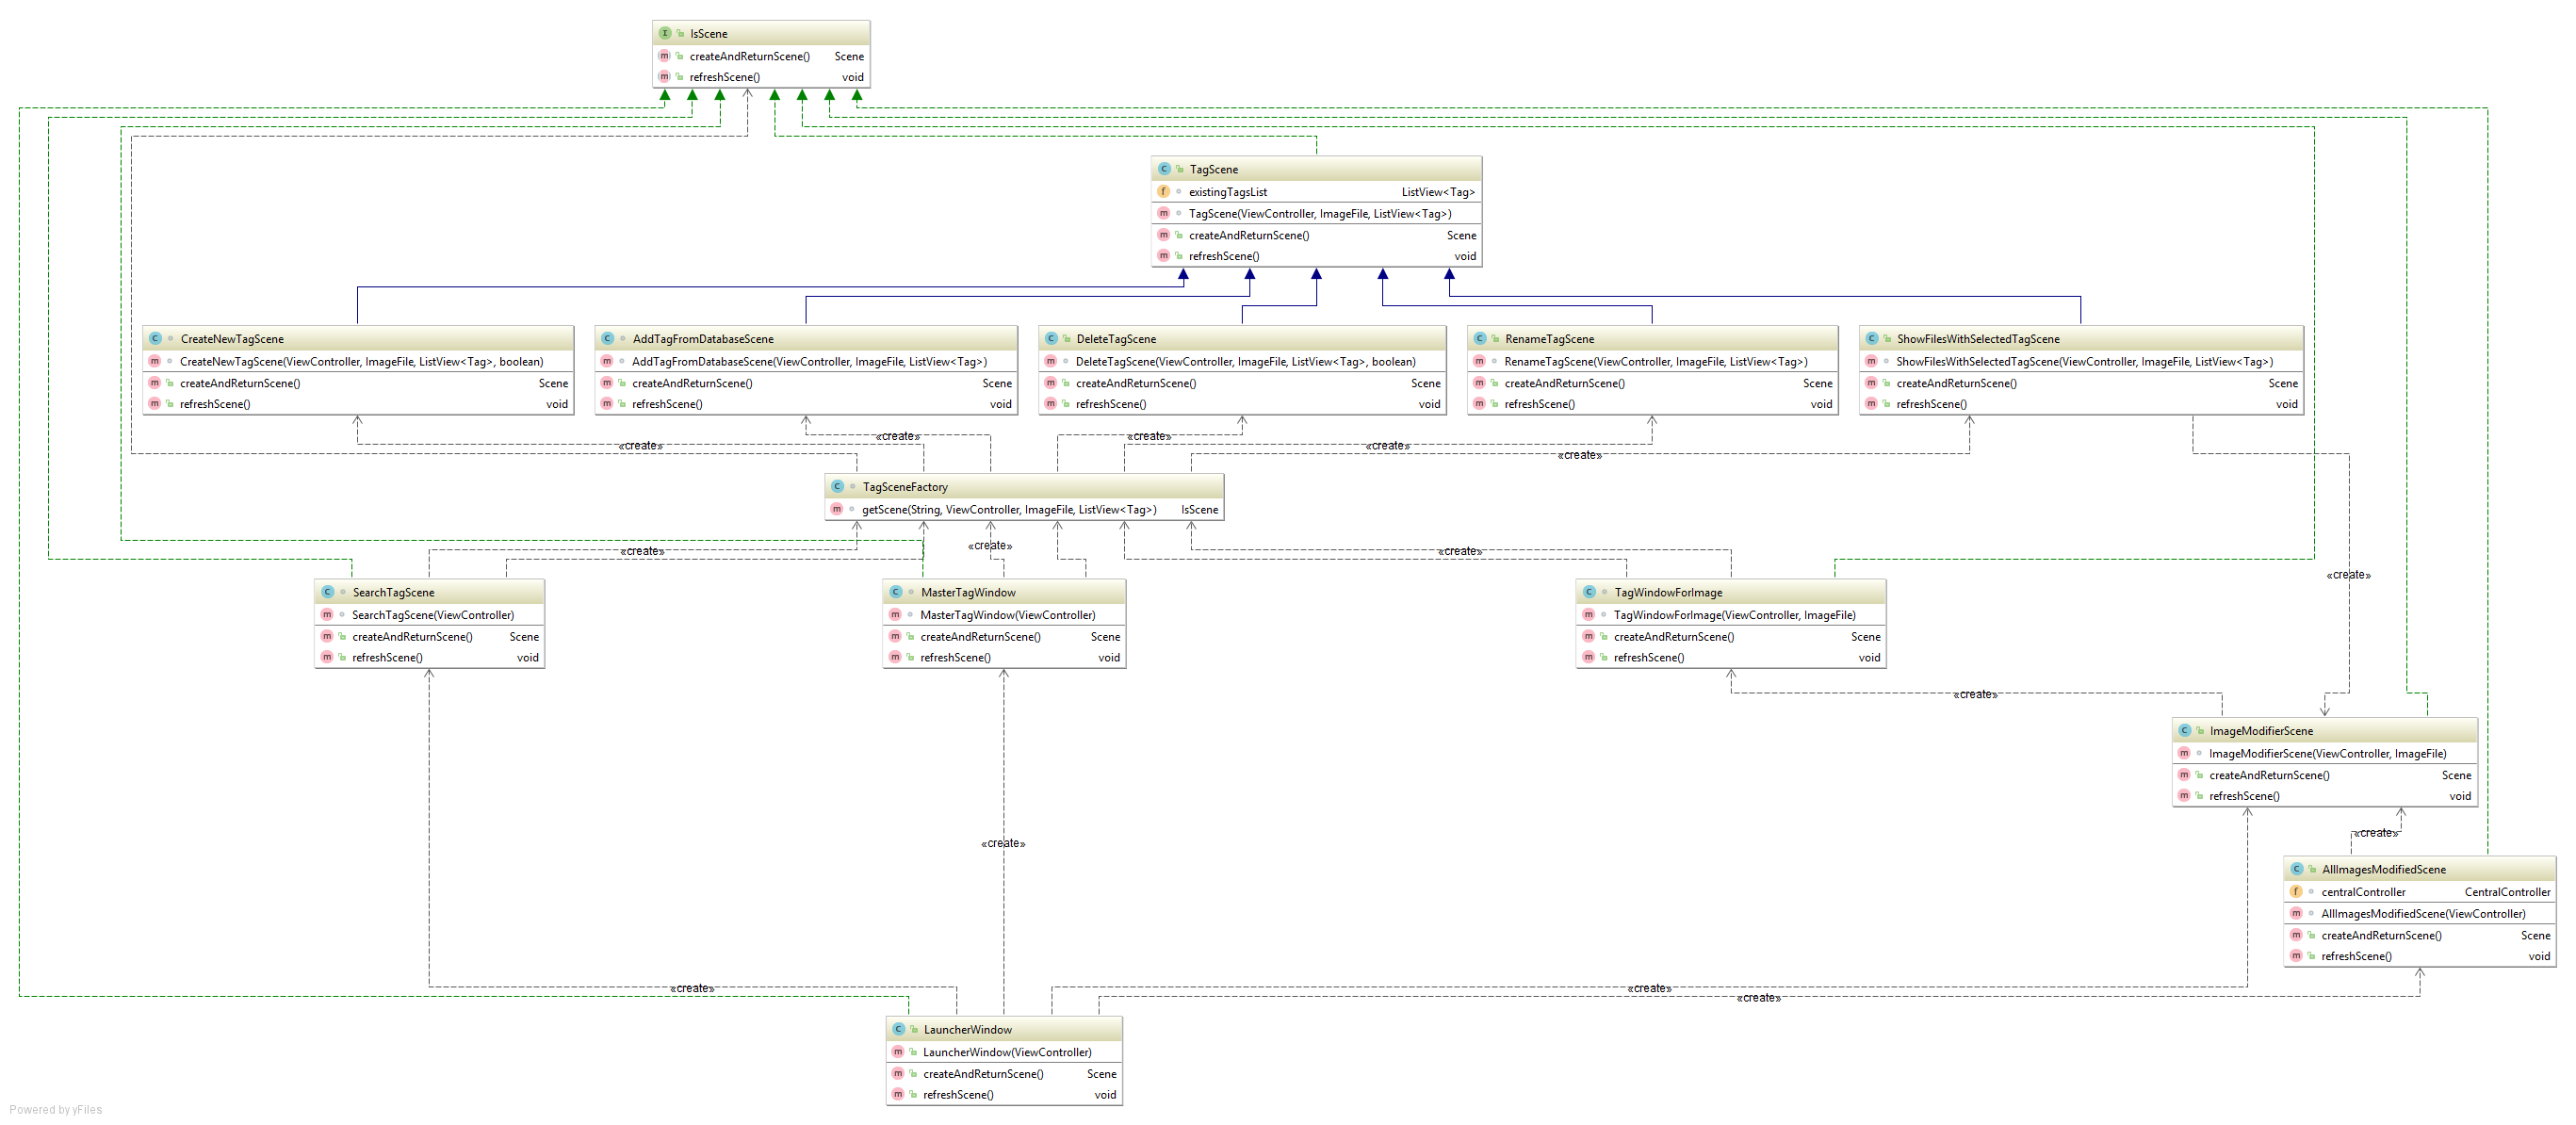 IsScene
createAndReturnScene() Scene
refreshScene() void
TagScene
existingTagsList ListView<Tag>
TagScene(ViewController, ImageFile, ListView<Tag>)
createAndReturnScene() Scene
refreshScene() void
CreateNewTagScene
CreateNewTagScene(ViewController, ImageFile, ListView<Tag>, boolean)
createAndReturnScene() Scene
refreshScene() void
AddTagFromDatabaseScene
AddTagFromDatabaseScene(ViewController, ImageFile, ListView<Tag>)
createAndReturnScene() Scene
refreshScene() void
DeleteTagScene
DeleteTagScene(ViewController, ImageFile, ListView<Tag>, boolean)
createAndReturnScene() Scene
refreshScene() void
RenameTagScene
RenameTagScene(ViewController, ImageFile, ListView<Tag>)
createAndReturnScene() Scene
refreshScene() void
ShowFilesWithSelectedTagScene
ShowFilesWithSelectedTagScene(ViewController, ImageFile, ListView<Tag>)
createAndReturnScene() Scene
refreshScene() void
«create»
«create»
«create»
«create»
«create»
TagSceneFactory
getScene(String, ViewController, ImageFile, ListView<Tag>) IsScene
«create»
«create»
«create»
«create»
SearchTagScene
SearchTagScene(ViewController)
createAndReturnScene() Scene
refreshScene() void
MasterTagWindow
MasterTagWindow(ViewController)
createAndReturnScene() Scene
refreshScene() void
TagWindowForImage
TagWindowForImage(ViewController, ImageFile)
createAndReturnScene() Scene
refreshScene() void
«create»
ImageModifierScene
ImageModifierScene(ViewController, ImageFile)
createAndReturnScene() Scene
refreshScene() void
«create»
«create»
AllImagesModifiedScene
centralController CentralController
AllImagesModifiedScene(ViewController)
createAndReturnScene() Scene
refreshScene() void
«create»
«create»
«create»
LauncherWindow
LauncherWindow(ViewController)
createAndReturnScene() Scene
refreshScene() void
Powered by yFiles